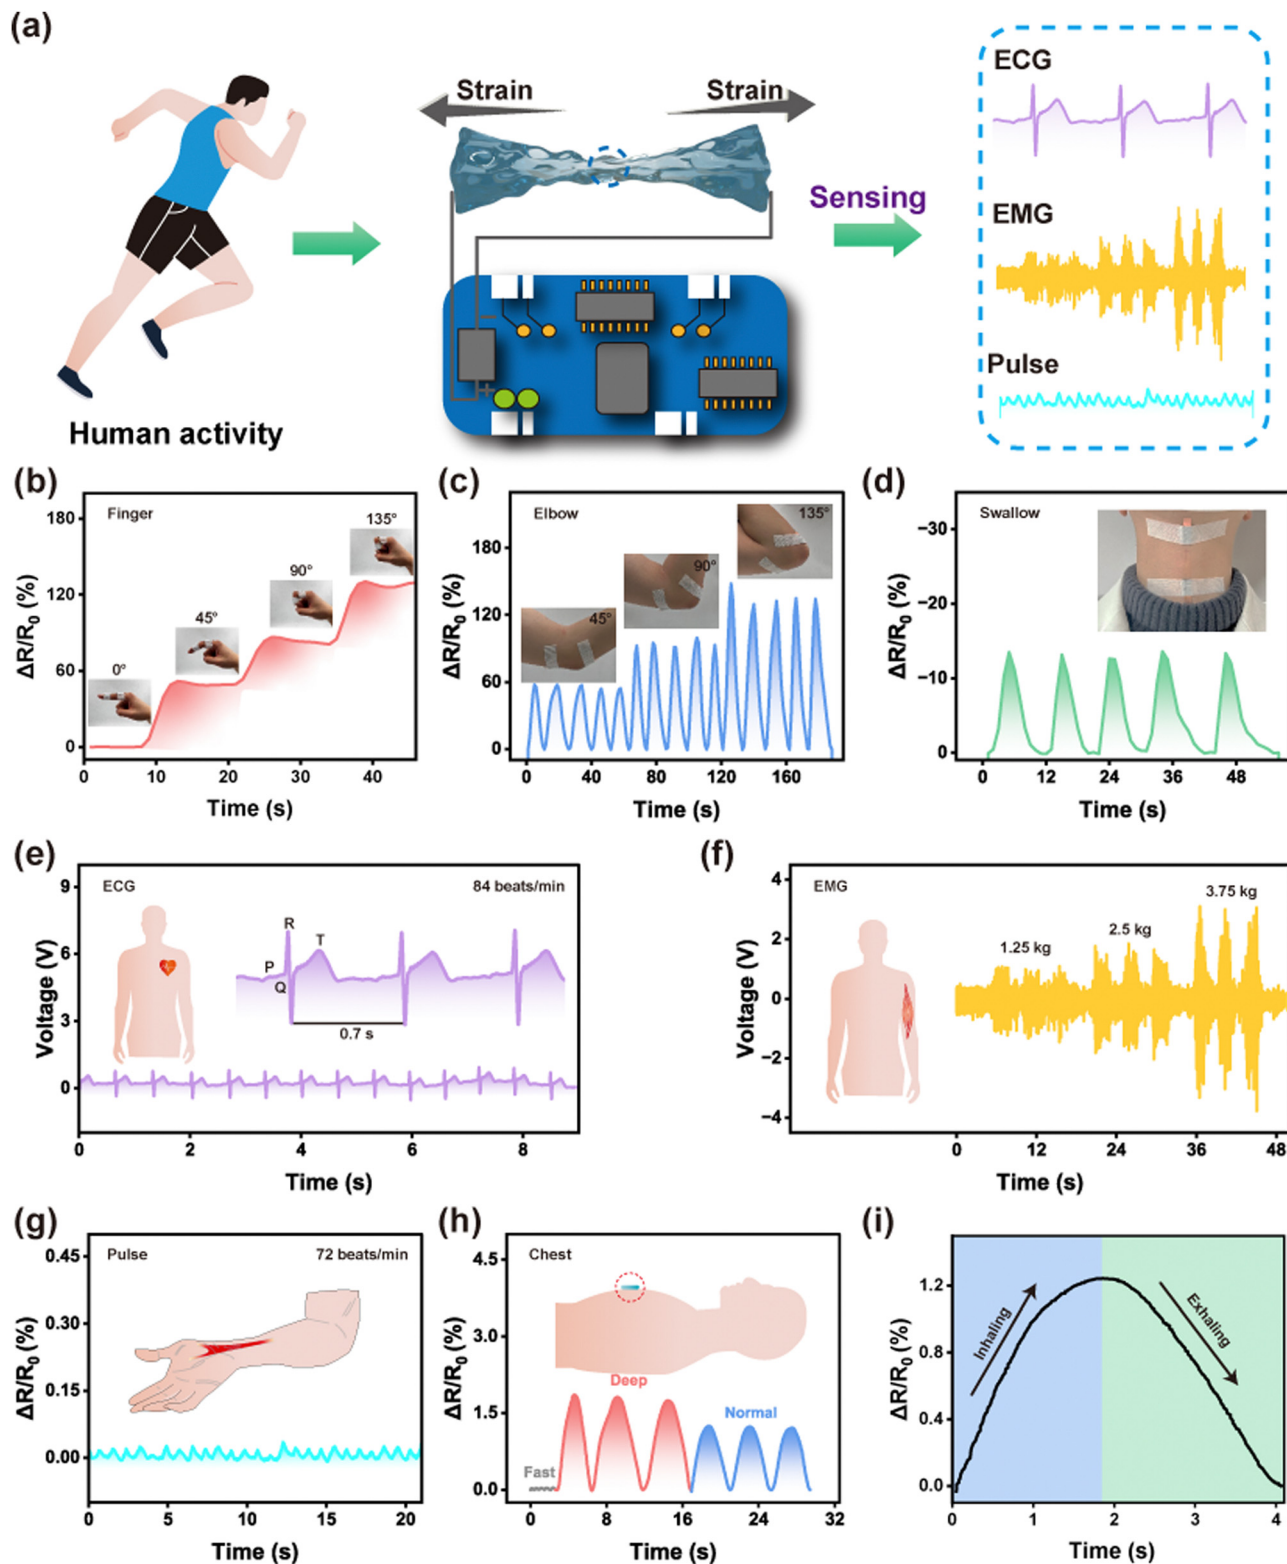 (a)
Strain
Strain
Sensing
Human activity
ECG
EMG
Pulse
(b)
Finger
180
120
60
0
0°
45°
90°
135°
10
20
30
40
ΔR/R0 (%)
Time (s)
(c)
Elbow
180
120
60
0
45°
90°
135°
0
40
80
120
160
ΔR/R0 (%)
Time (s)
(d)
Swallow
−30
−20
−10
0
0
12
24
36
48
ΔR/R0 (%)
Time (s)
(e)
ECG
84 beats/min
9
6
3
0
R
T
P
Q
0.7 s
0
2
4
6
8
Voltage (V)
Time (s)
(f)
EMG
1.25 kg
2.5 kg
3.75 kg
4
2
0
−2
−4
0
12
24
36
48
Voltage (V)
Time (s)
(g)
Pulse
72 beats/min
0.45
0.30
0.15
0.00
0
5
10
15
20
ΔR/R0 (%)
Time (s)
(h)
Chest
4.5
3.0
1.5
0.0
Fast
Deep
Normal
0
8
16
24
32
ΔR/R0 (%)
Time (s)
(i)
1.2
0.8
0.4
0.0
Inhaling
Exhaling
0
1
2
3
4
ΔR/R0 (%)
Time (s)